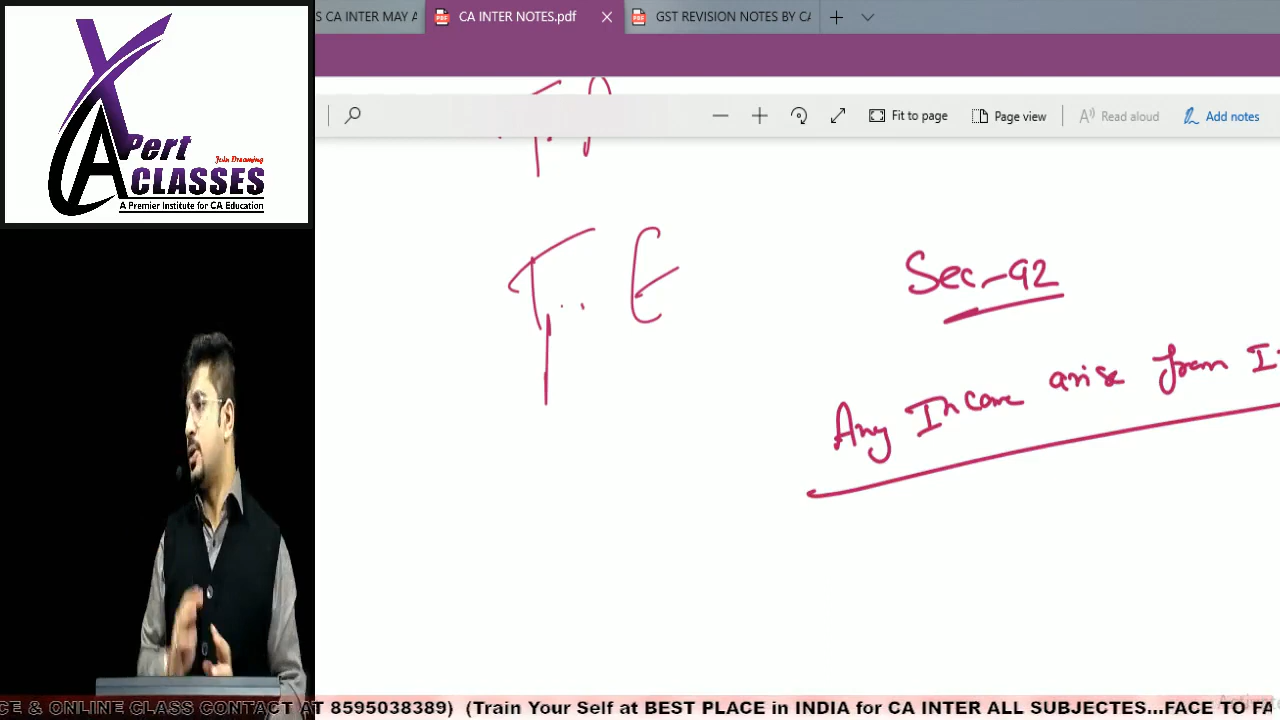 S CA INTER MAY A
CA INTER NOTES.pdf
GST REVISION NOTES BY CA
Fit to page
Page view
Read aloud
Add notes
XPert
Join Dreaming
CA CLASSES
A Premier Institute for CA Education
T. E
Sec-92
Any Income arise from I
CE & ONLINE CLASS CONTACT AT 8595038389) (Train Your Self at BEST PLACE in INDIA for CA INTER ALL SUBJECTES...FACE TO FA